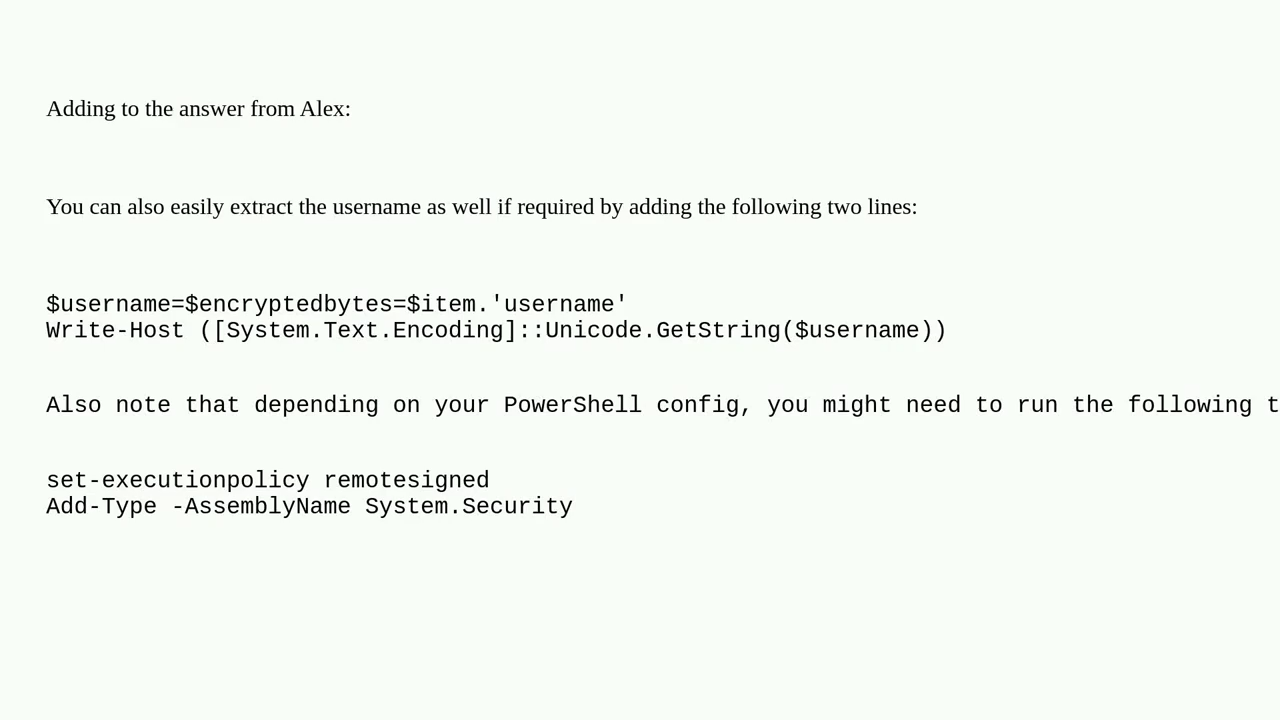 Adding to the answer from Alex:
You can also easily extract the username as well if required by adding the following two lines:
$username=$encryptedbytes=$item.'username'
Write-Host ([System.Text.Encoding]::Unicode.GetString($username))
Also note that depending on your PowerShell config, you might need to run the following
set-executionpolicy remotesigned
Add-Type -AssemblyName System.Security